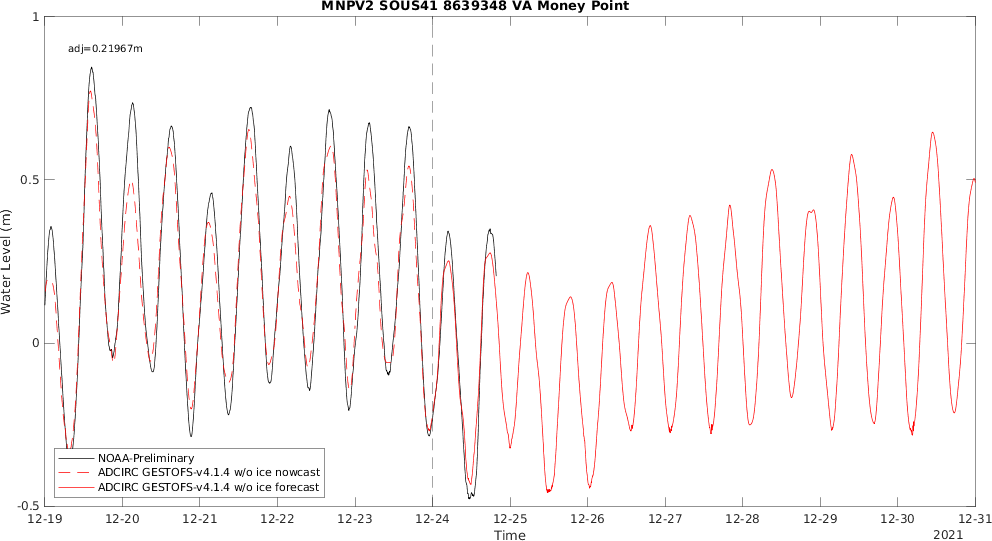 MNPV2 SOUS41 8639348 VA Money Point
adj=0.21967m
Water Level (m)
1
0.5
0
-0.5
NOAA-Preliminary
ADCIRC GESTOFS-v4.1.4 w/o ice nowcast
ADCIRC GESTOFS-v4.1.4 w/o ice forecast
12-19 12-20 12-21 12-22 12-23 12-24 12-25 12-26 12-27 12-28 12-29 12-30 12-31
Time
2021